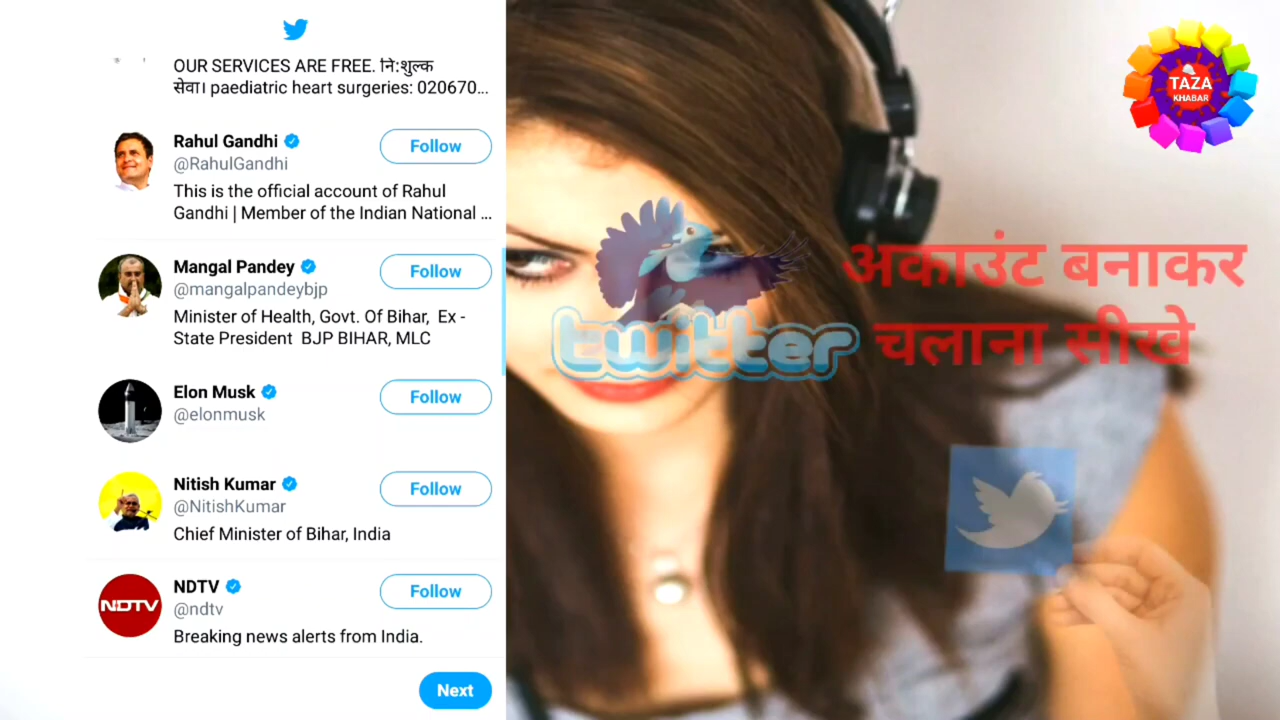 OUR SERVICES ARE FREE. नि:शुल्क
सेवा। paediatric heart surgeries: 020670...
Rahul Gandhi
Follow
@RahulGandhi
This is the official account of Rahul
Gandhi | Member of the Indian National ...
Mangal Pandey
Follow
@mangalpandeybjp
Minister of Health, Govt. Of Bihar, Ex -
State President BJP BIHAR, MLC
Elon Musk
Follow
@elonmusk
Nitish Kumar
Follow
@NitishKumar
Chief Minister of Bihar, India
NDTV
NDTV
Follow
@ndtv
Breaking news alerts from India.
Next
TAZA
KHABAR
twitter
अकाउंट बनाकर
चलाना सीखे